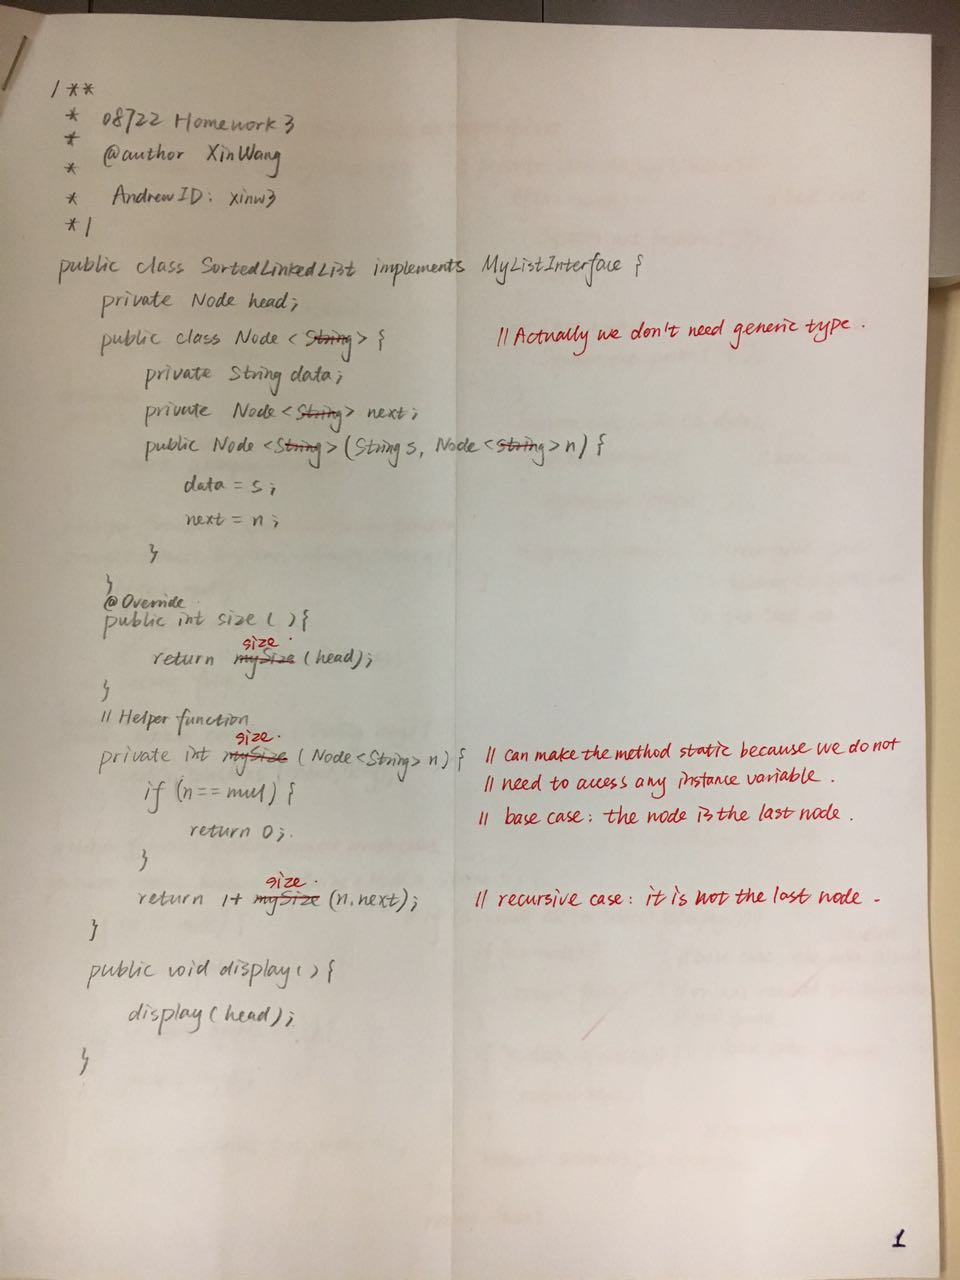 /**
* 08722 Homework 3
*
@author XinWang
*
* AndrewID: xinw3
*/
public class SortedLinkedList implements MyListInterface {
private Node head;
public class Node <String> { // Actually we don't need generic type.
private String data;
private Node <String> next;
public Node <String> (String s, Node <String> n) {
data = s;
next = n;
}
}
@Override
public int size ( ) {
size
return mySize (head);
}
// Helper function
size
private int mySize (Node <String> n) { // can make the method static because we do not
// need to access any instance variable.
if (n == null) {
// base case: the node is the last node.
return 0;
}
size
return 1 + mySize (n.next); // recursive case: it is not the last node.
}
public void display ( ) {
display (head);
}
1